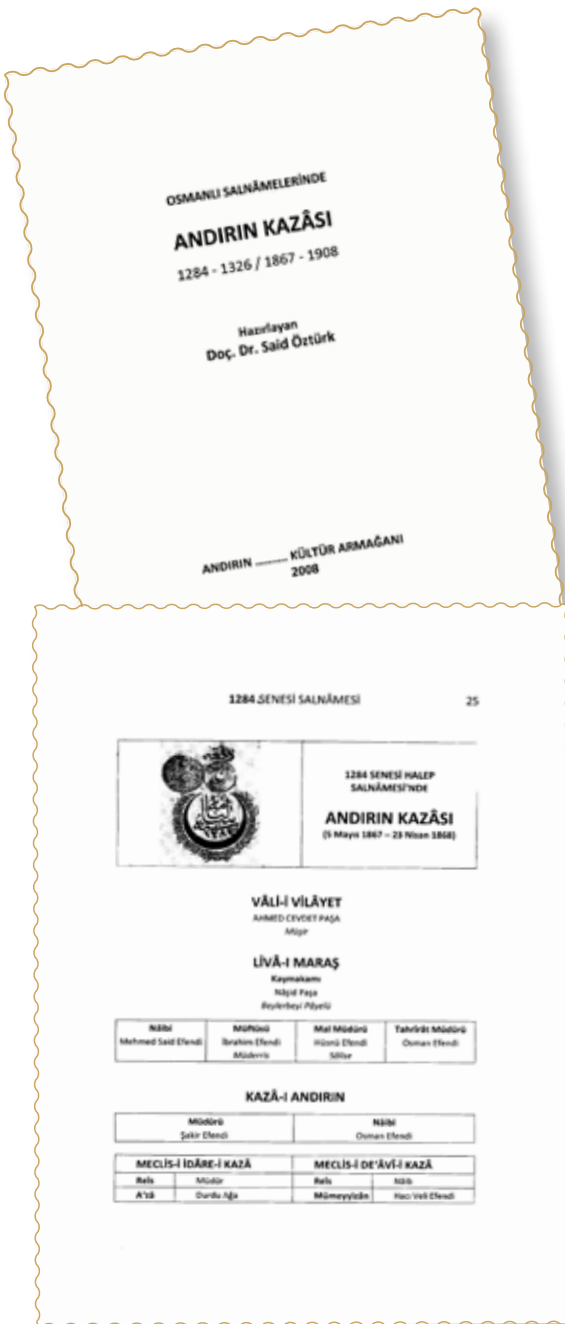 OSMANLI SALNÂMELERİNDE
ANDIRIN KAZÂSI
1284 - 1326 / 1867 - 1908
Hazırlayan
Doç. Dr. Said Öztürk
ANDIRIN .......... KÜLTÜR ARMAĞANI
2008
1284 SENESİ SALNÂMESİ 25
1284 SENESİ HALEP
SALNÂMESİ'NDE
ANDIRIN KAZÂSI
(5 Mayıs 1867 – 23 Nisan 1868)
VÂLİ-İ VİLÂYET
AHMED CEVDET PAŞA
Müşir
LİVÂ-I MARAŞ
Kaymakamı
Nâşid Paşa
Beylerbeyi Pâyelü
Nâibi Müftüsü Mal Müdürü Tahrîrât Müdürü
Mehmed Said Efendi İbrahim Efendi Hüsnü Efendi Osman Efendi
Müderris Sâlise
KAZÂ-I ANDIRIN
Müdürü Nâibi
Şakir Efendi Osman Efendi
MECLİS-İ İDÂRE-İ KAZÂ MECLİS-İ DE'ÂVÎ-İ KAZÂ
Reis Müdür Reis Nâib
A'zâ Durdu Ağa Mümeyyizân Hacı Veli Efendi